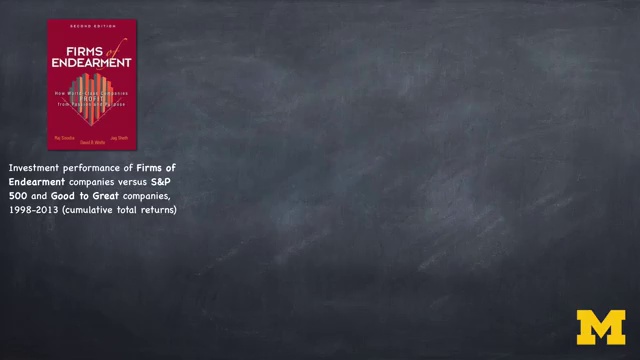 SECOND EDITION
FIRMS of
ENDEARMENT
How World-Class Companies
PROFIT
from Passion and Purpose
Raj Sisodia
Jag Sheth
David B. Wolfe
Investment performance of Firms of
Endearment companies versus S&P
500 and Good to Great companies,
1998-2013 (cumulative total returns)
M